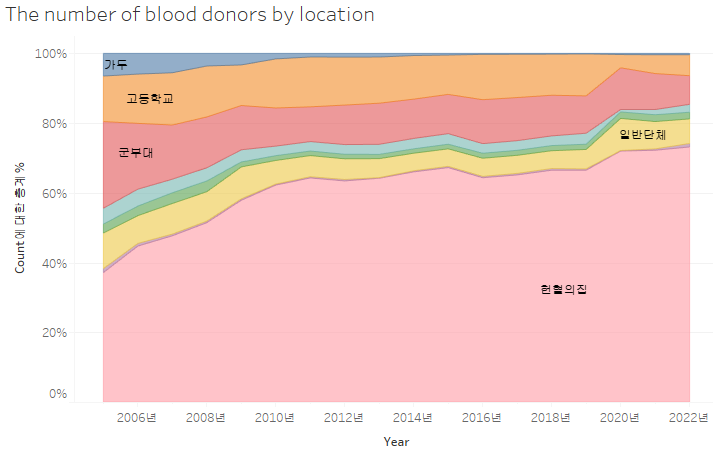 The number of blood donors by location
100%
80%
60%
40%
20%
0%
Count에 대한 총계 %
가두
고등학교
군부대
일반단체
헌혈의집
2006년
2008년
2010년
2012년
2014년
2016년
2018년
2020년
2022년
Year